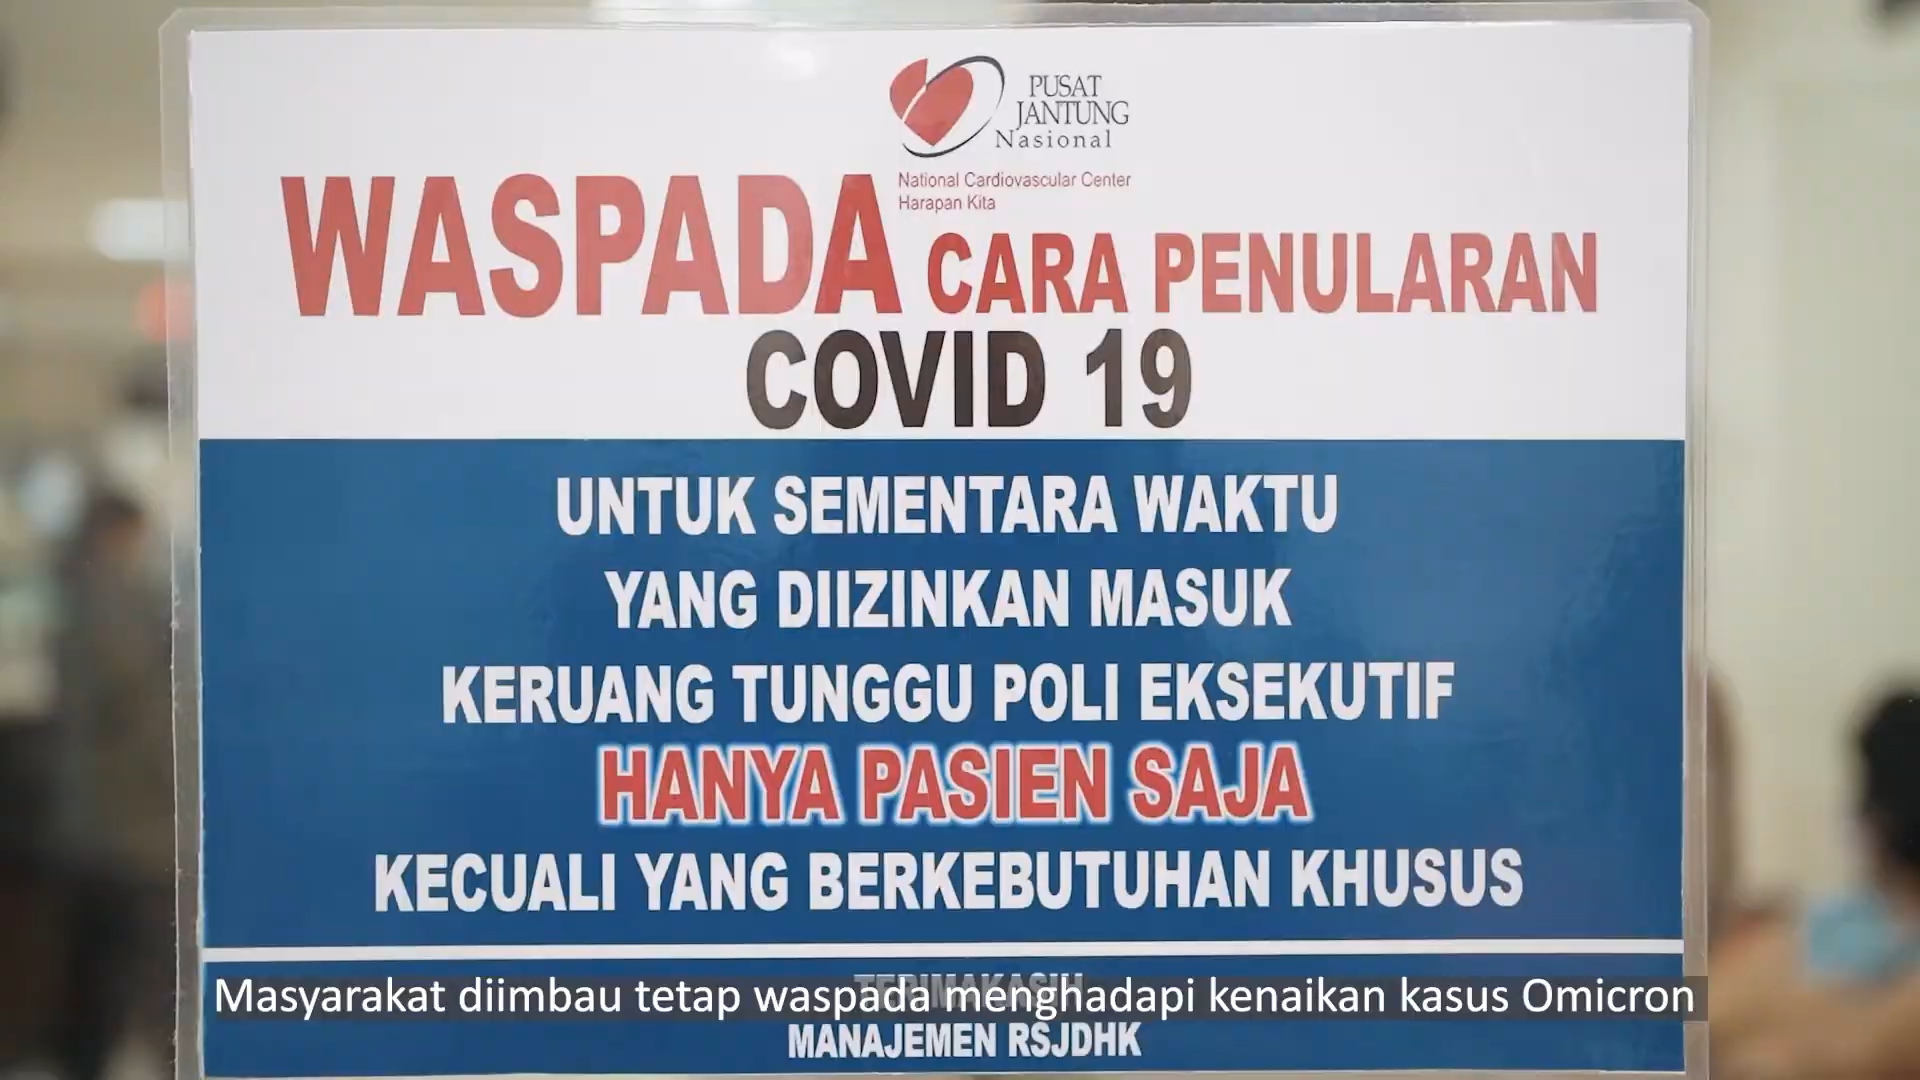 PUSAT
JANTUNG
Nasional
National Cardiovascular Center
Harapan Kita
WASPADA CARA PENULARAN
COVID 19
UNTUK SEMENTARA WAKTU
YANG DIIZINKAN MASUK
KERUANG TUNGGU POLI EKSEKUTIF
HANYA PASIEN SAJA
KECUALI YANG BERKEBUTUHAN KHUSUS
TERIMAKASIH
Masyarakat diimbau tetap waspada menghadapi kenaikan kasus Omicron
MANAJEMEN RSJDHK